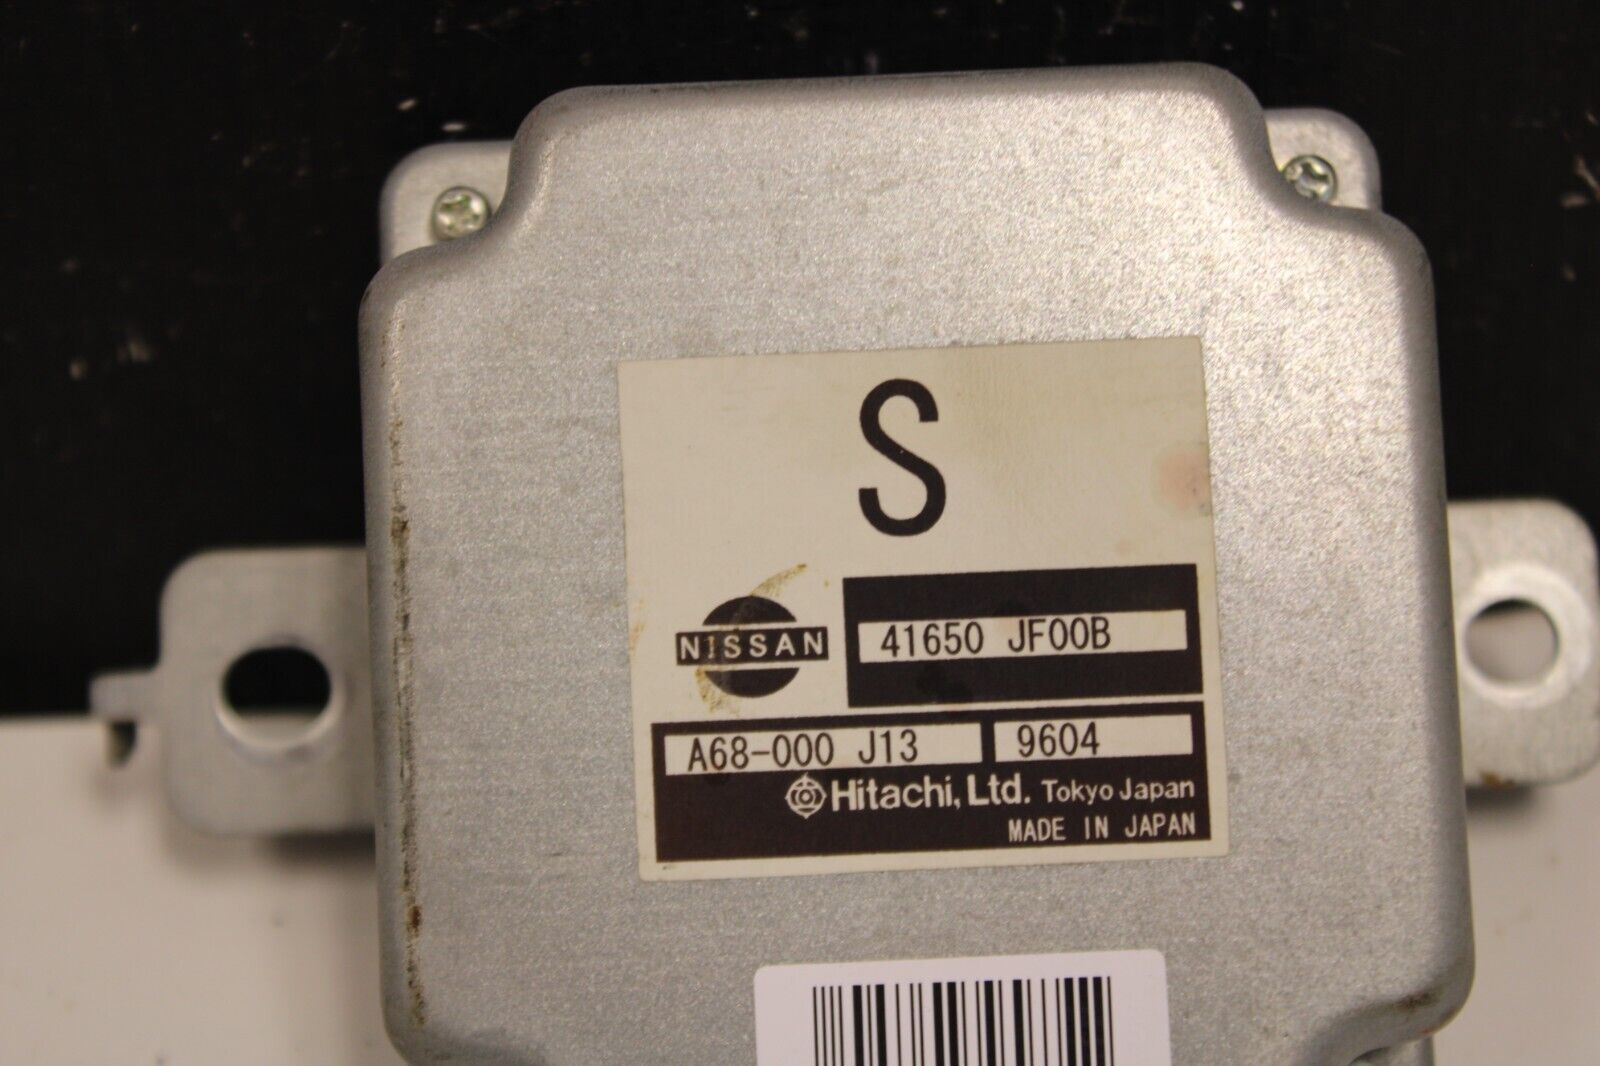 S
NISSAN
41650 JF00B
A68-000 J13 9604
Hitachi, Ltd. Tokyo Japan
MADE IN JAPAN